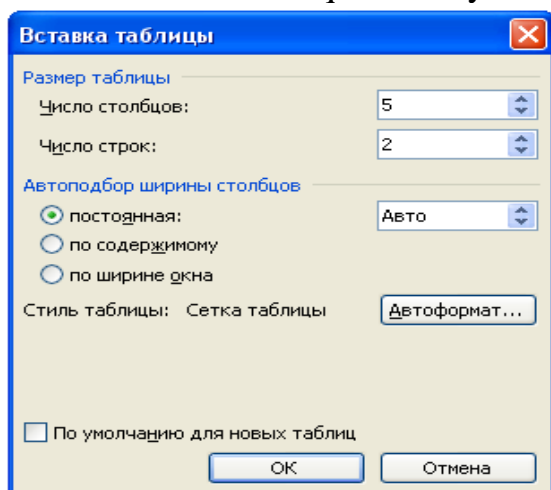 Вставка таблицы
Размер таблицы
Число столбцов: 5
Число строк: 2
Автоподбор ширины столбцов
постоянная: Авто
по содержимому
по ширине окна
Стиль таблицы: Сетка таблицы Автоформат...
По умолчанию для новых таблиц
ОК Отмена